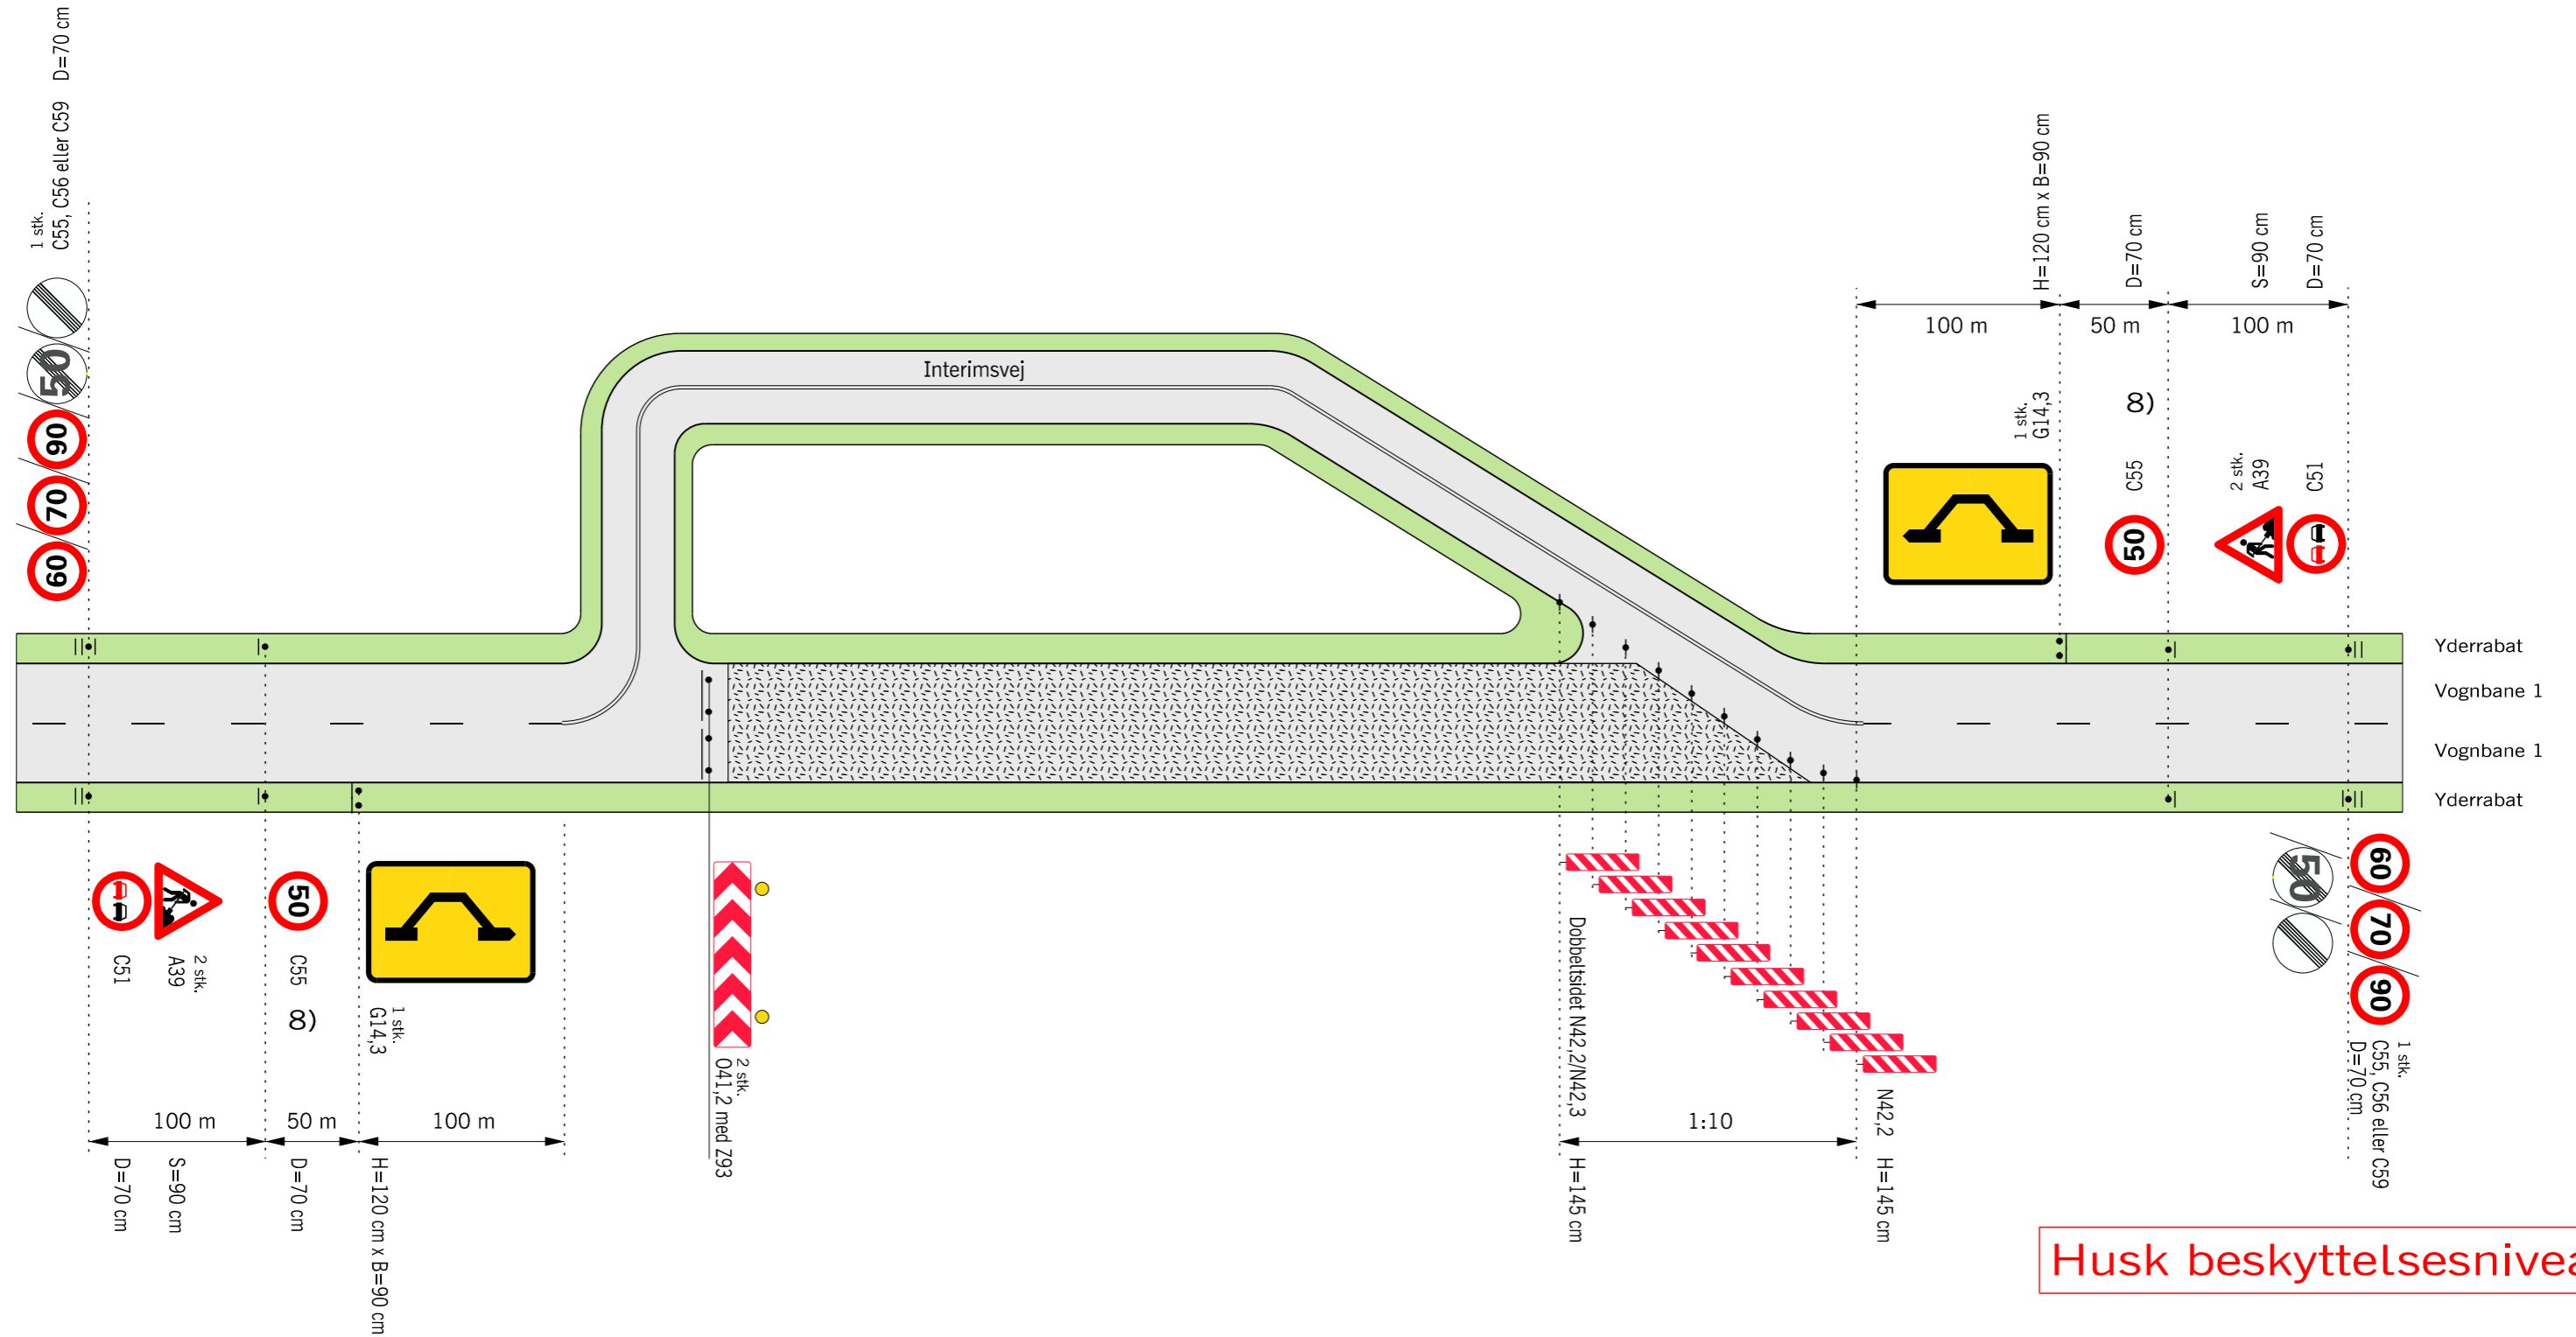 1 stk.
C55, C56 eller C59 D=70 cm
50
90
70
60
Interimsvej
H=120 cm x B=90 cm
D=70 cm
S=90 cm
D=70 cm
100 m
50 m
100 m
1 stk.
G14,3
8)
C55
2 stk.
A39
C51
50
Yderrabat
Vognbane 1
Vognbane 1
Yderrabat
50
C51
A39
2 stk.
C55
8)
1 stk.
G14,3
100 m
50 m
100 m
D=70 cm
S=90 cm
D=70 cm
H=120 cm x B=90 cm
2 stk.
O41,2 med Z93
Dobbeltsidet N42,2/N42,3
H=145 cm
1:10
N42,2
H=145 cm
60
50
70
90
1 stk.
C55, C56 eller C59
D=70 cm